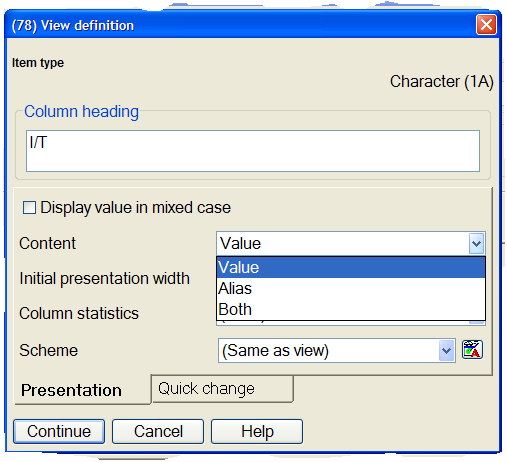 (78) View definition
Item type
Character (1A)
Column heading
I/T
Display value in mixed case
Content
Value
Value
Alias
Both
Initial presentation width
Column statistics
Scheme
(Same as view)
Presentation
Quick change
Continue
Cancel
Help